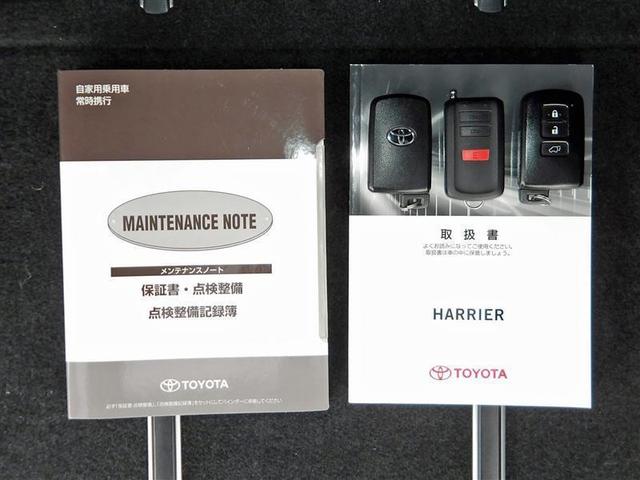 自家用乗用車
常時携行
MAINTENANCE NOTE
メンテナンスノート
保証書・点検整備
点検整備記録簿
TOYOTA
取扱書
よくお読みになってご使用ください。
取扱書は車の中に保管しましょう。
HARRIER
TOYOTA